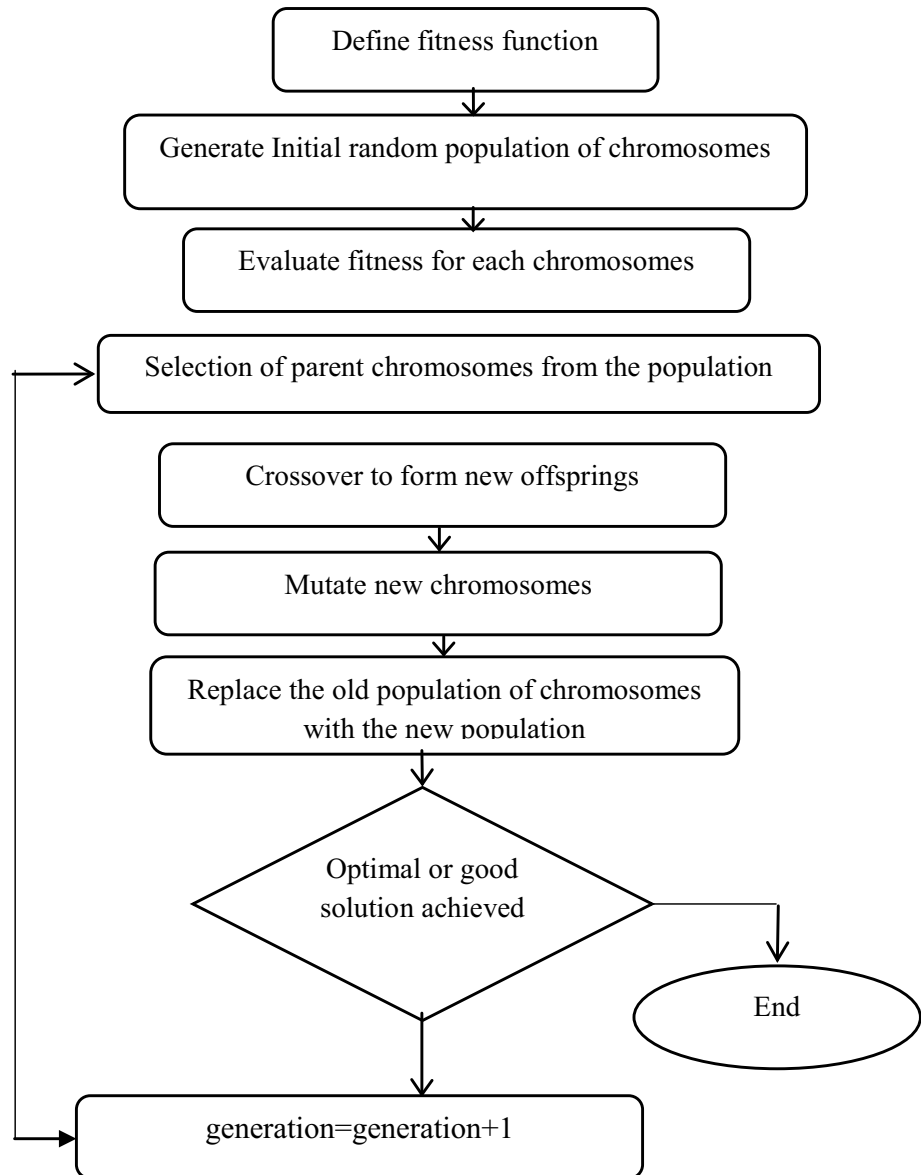 Define fitness function
Generate Initial random population of chromosomes
Evaluate fitness for each chromosomes
Selection of parent chromosomes from the population
Crossover to form new offsprings
Mutate new chromosomes
Replace the old population of chromosomes
with the new population
Optimal or good
solution achieved
End
generation=generation+1